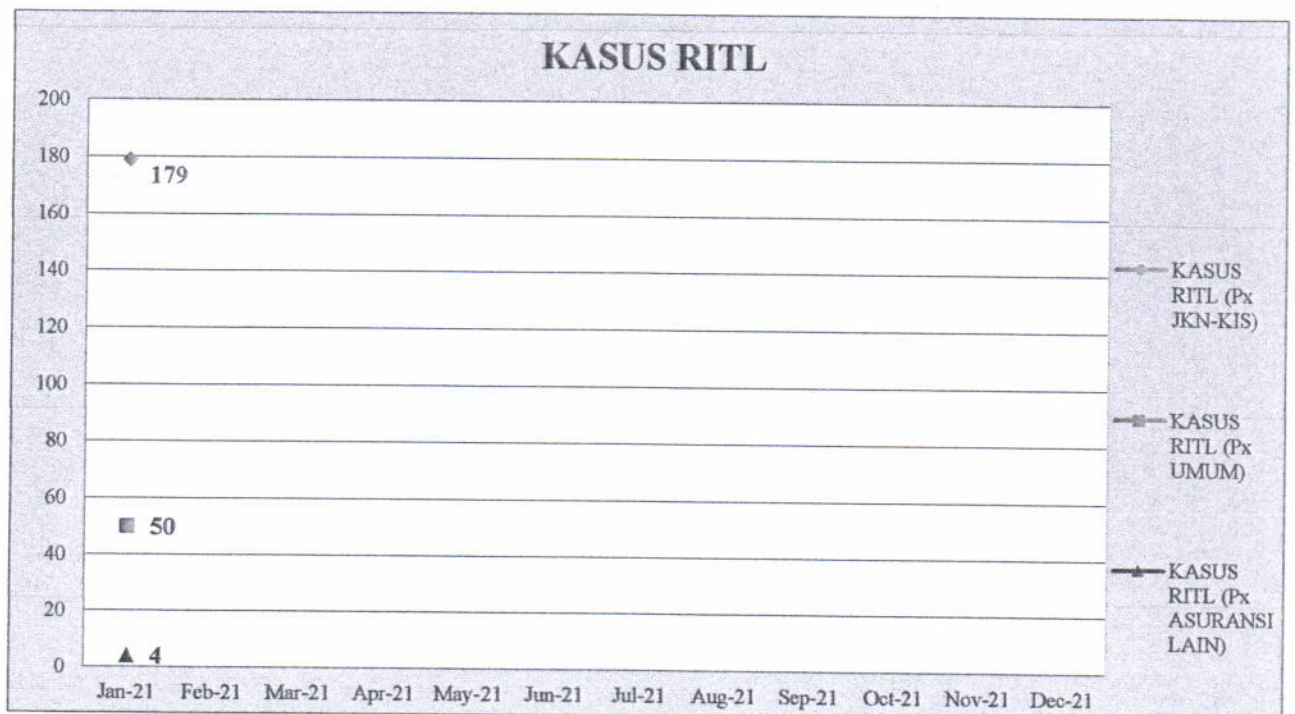 KASUS RITL
200
180
179
160
140
120
100
80
60
50
40
20
4
0
Jan-21 Feb-21 Mar-21 Apr-21 May-21 Jun-21 Jul-21 Aug-21 Sep-21 Oct-21 Nov-21 Dec-21
KASUS
RITL (Px
JKN-KIS)
KASUS
RITL (Px
UMUM)
KASUS
RITL (Px
ASURANSI
LAIN)